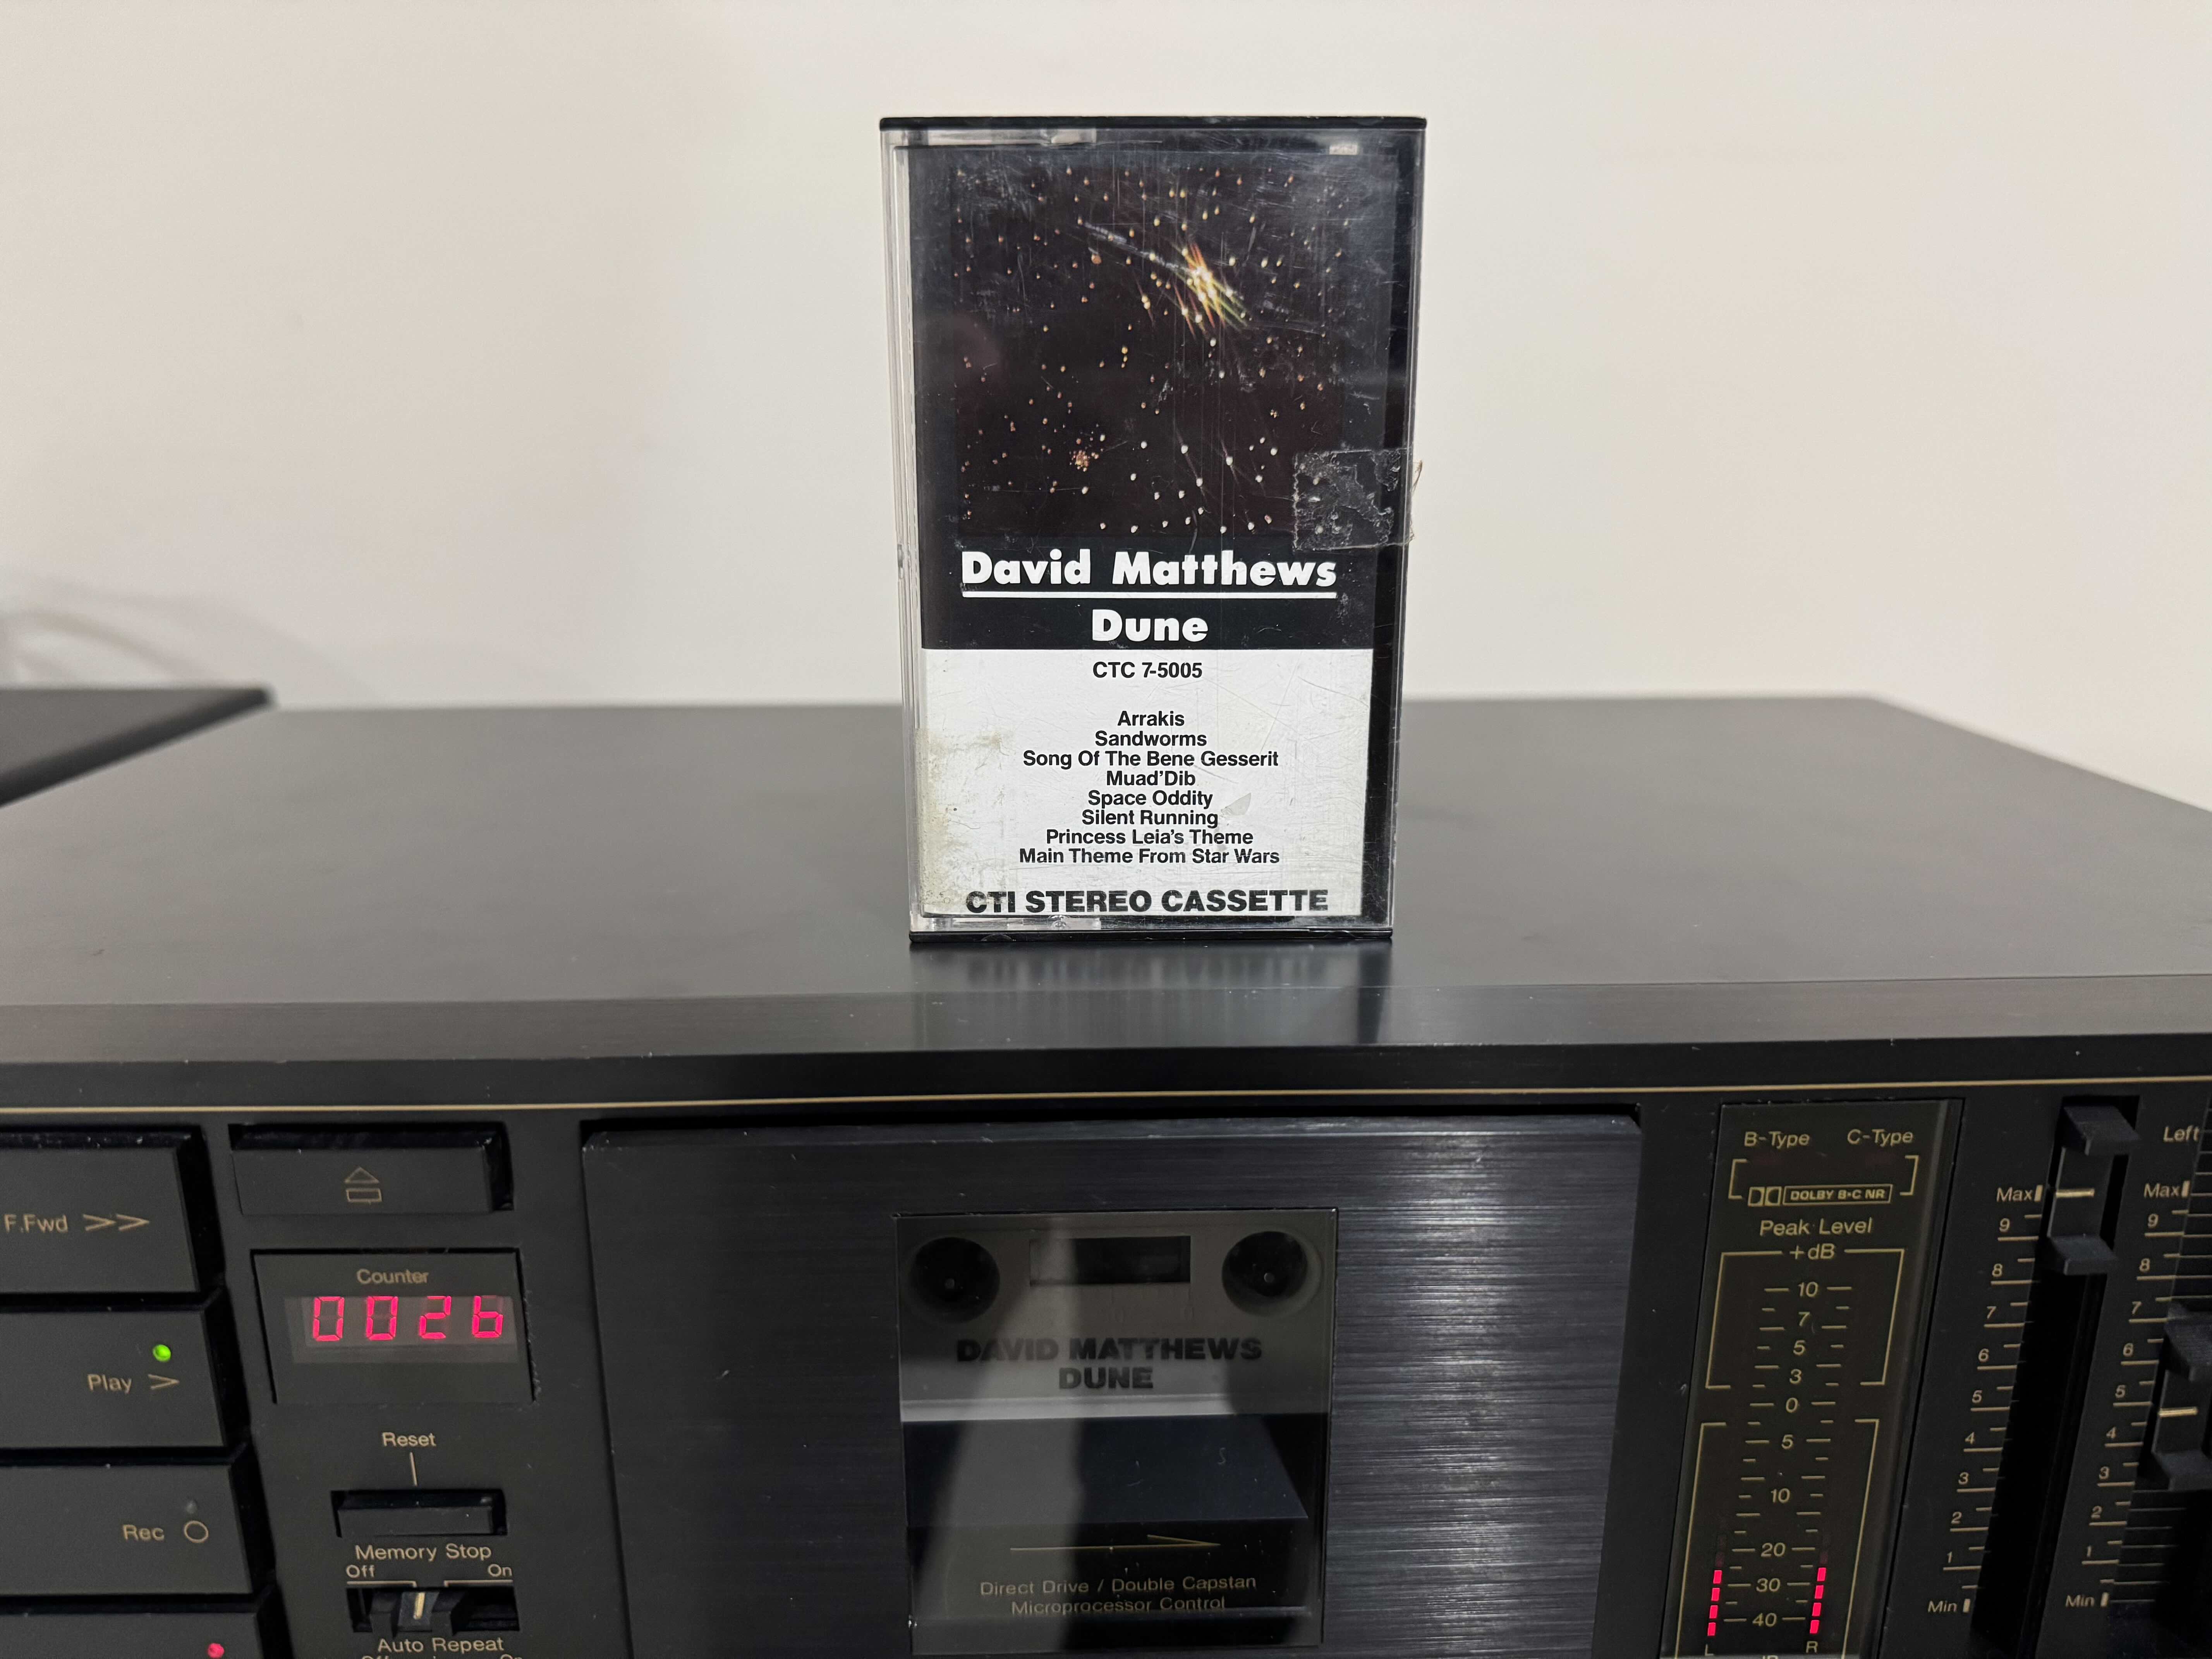 David Matthews
Dune
CTC 7-5005
Arrakis
Sandworms
Song Of The Bene Gesserit
Muad'Dib
Space Oddity
Silent Running
Princess Leia's Theme
Main Theme From Star Wars
CTI STEREO CASSETTE
F.Fwd
Play
Rec
Counter
0026
Reset
Memory Stop
Off On
Auto Repeat
DAVID MATTHEWS
DUNE
Direct Drive / Double Capstan
Microprocessor Control
B-Type C-Type
DOLBY B·C NR
Peak Level
+dB
10
7
5
3
0
5
10
20
30
40
L R
Max
9
8
7
6
5
4
3
2
1
Min
Left
Max
9
8
7
6
5
4
3
2
1
Min